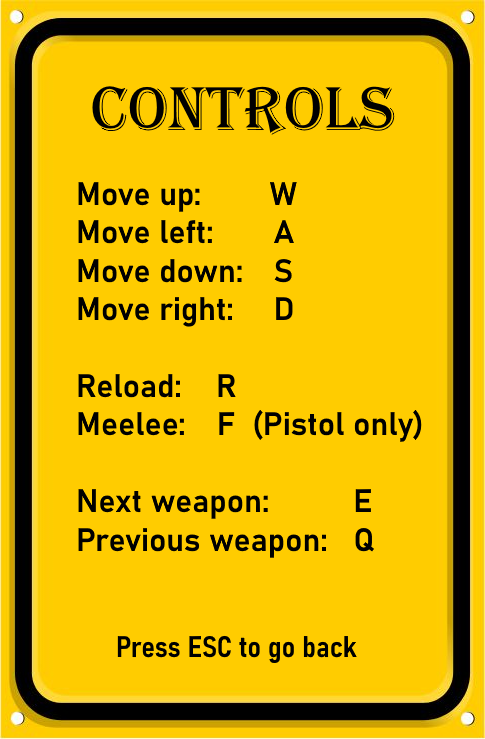 CONTROLS
Move up: W
Move left: A
Move down: S
Move right: D
Reload: R
Meelee: F (Pistol only)
Next weapon: E
Previous weapon: Q
Press ESC to go back